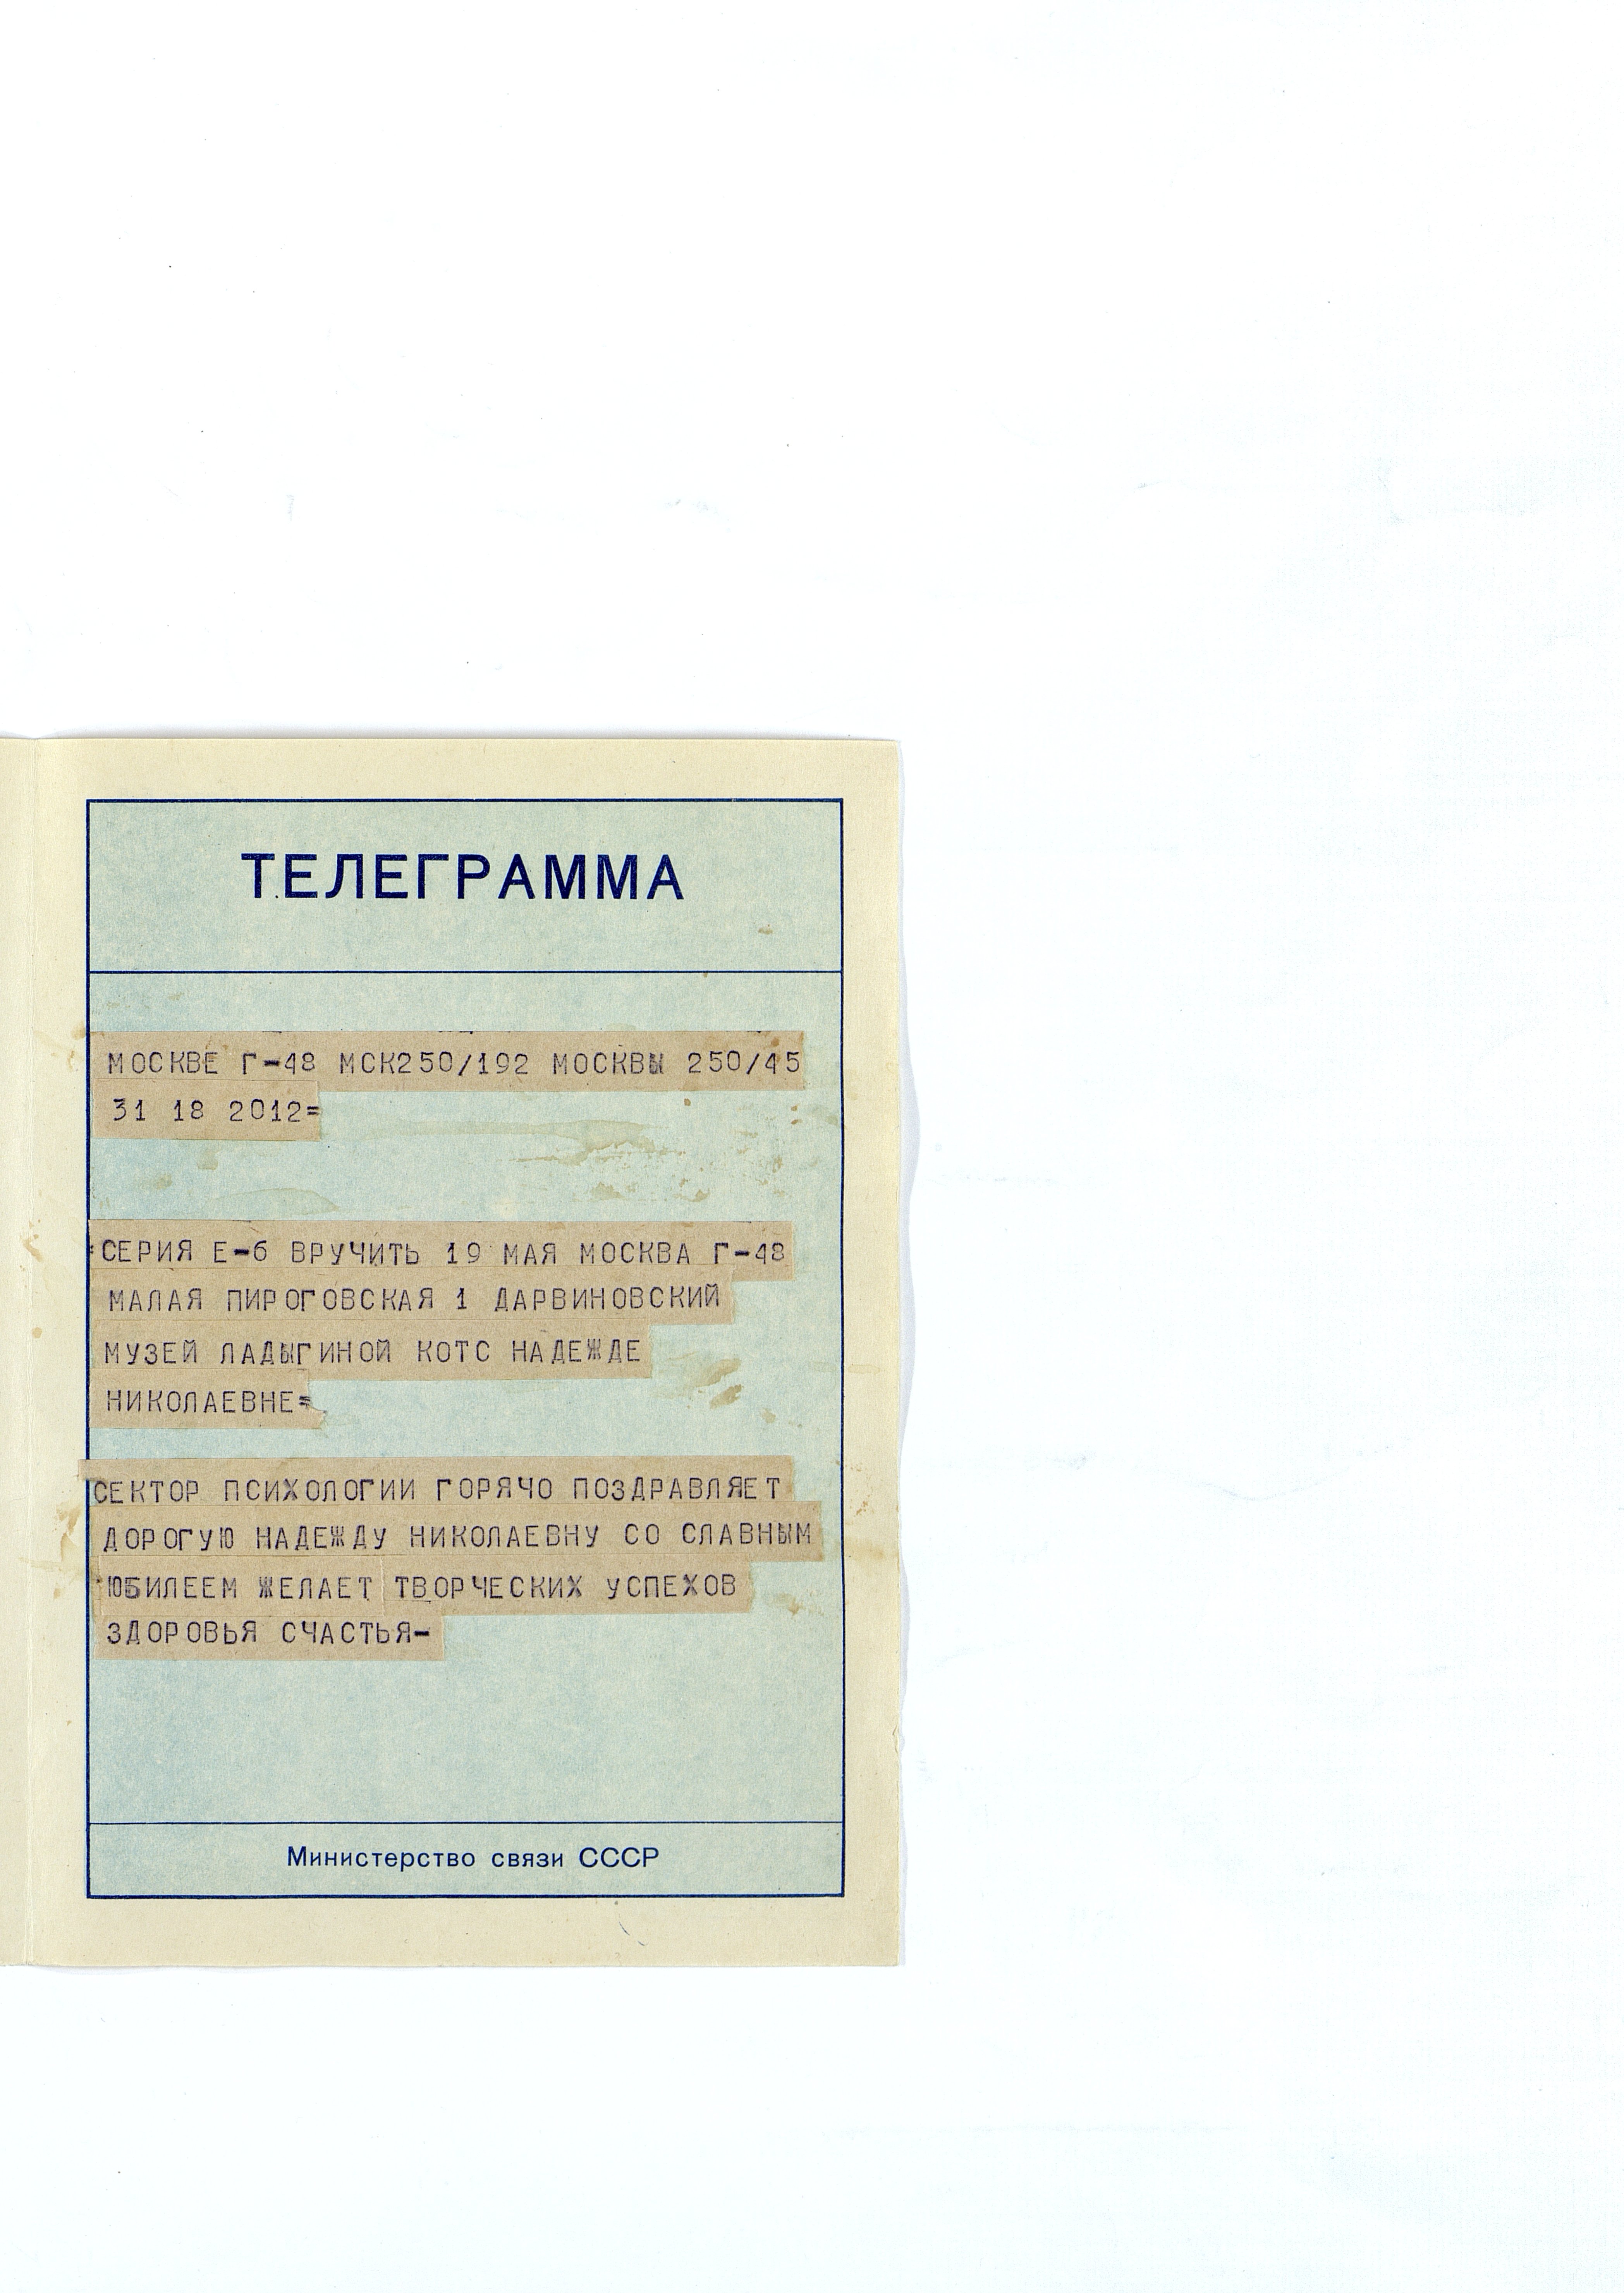 ТЕЛЕГРАММА
МОСКВЕ Г-48 МСК250/192 МОСКВЫ 250/45
31 18 2012=
СЕРИЯ Е-6 ВРУЧИТЬ 19 МАЯ МОСКВА Г-48
МАЛАЯ ПИРОГОВСКАЯ 1 ДАРВИНОВСКИЙ
МУЗЕЙ ЛАДЫГИНОЙ КОТС НАДЕЖДЕ
НИКОЛАЕВНЕ=
СЕКТОР ПСИХОЛОГИИ ГОРЯЧО ПОЗДРАВЛЯЕТ
ДОРОГУЮ НАДЕЖДУ НИКОЛАЕВНУ СО СЛАВНЫМ
ЮБИЛЕЕМ ЖЕЛАЕТ ТВОРЧЕСКИХ УСПЕХОВ
ЗДОРОВЬЯ СЧАСТЬЯ-
Министерство связи СССР